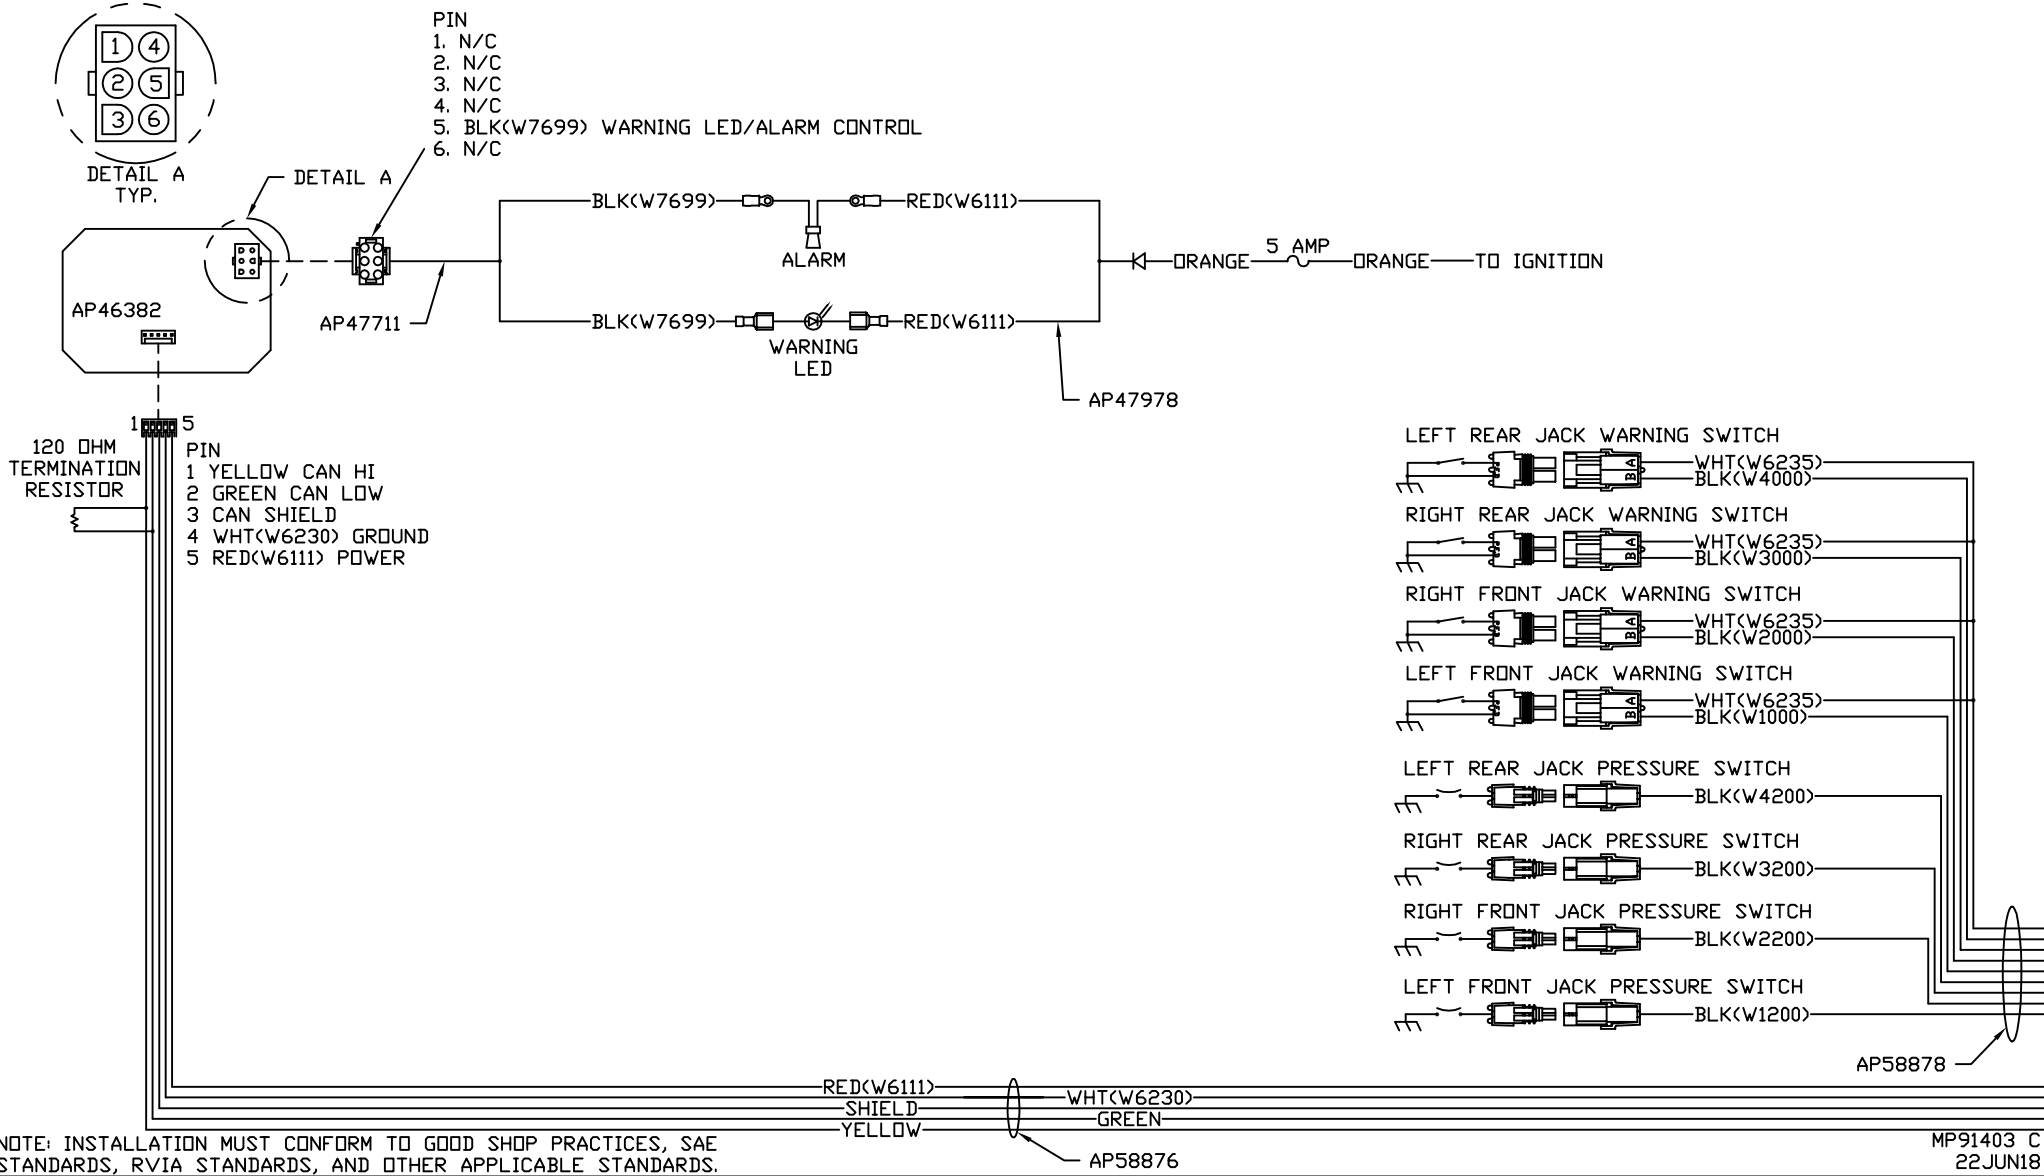 1 4
2 5
3 6
DETAIL A
TYP.
PIN
1. N/C
2. N/C
3. N/C
4. N/C
5. BLK(W7699) WARNING LED/ALARM CONTROL
6. N/C
DETAIL A
AP46382
AP47711
BLK(W7699)
RED(W6111)
ALARM
BLK(W7699)
RED(W6111)
WARNING
LED
AP47978
ORANGE
5 AMP
ORANGE
TO IGNITION
1 5
120 OHM
TERMINATION
RESISTOR
PIN
1 YELLOW CAN HI
2 GREEN CAN LOW
3 CAN SHIELD
4 WHT(W6230) GROUND
5 RED(W6111) POWER
LEFT REAR JACK WARNING SWITCH
A WHT(W6235)
B BLK(W4000)
RIGHT REAR JACK WARNING SWITCH
A WHT(W6235)
B BLK(W3000)
RIGHT FRONT JACK WARNING SWITCH
A WHT(W6235)
B BLK(W2000)
LEFT FRONT JACK WARNING SWITCH
A WHT(W6235)
B BLK(W1000)
LEFT REAR JACK PRESSURE SWITCH
BLK(W4200)
RIGHT REAR JACK PRESSURE SWITCH
BLK(W3200)
RIGHT FRONT JACK PRESSURE SWITCH
BLK(W2200)
LEFT FRONT JACK PRESSURE SWITCH
BLK(W1200)
AP58878
RED(W6111)
WHT(W6230)
SHIELD
GREEN
YELLOW
AP58876
NOTE: INSTALLATION MUST CONFORM TO GOOD SHOP PRACTICES, SAE
STANDARDS, RVIA STANDARDS, AND OTHER APPLICABLE STANDARDS.
MP91403 C
22JUN18